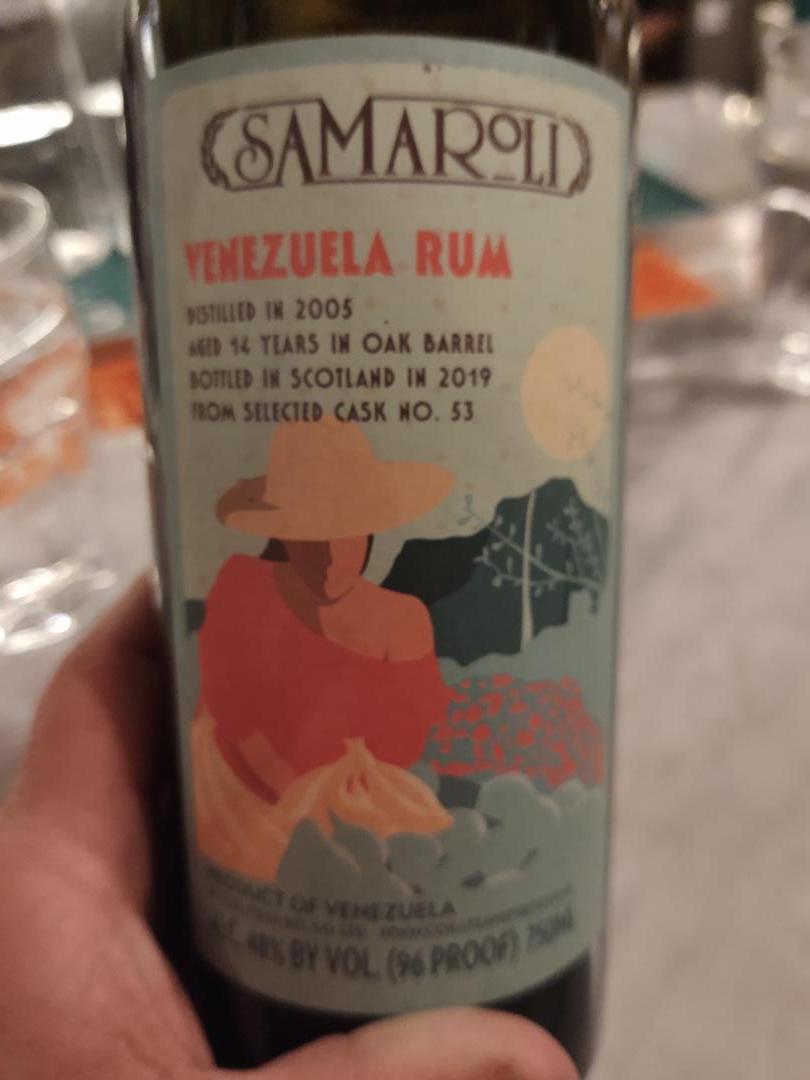 SAMAROLI
VENEZUELA RUM
DISTILLED IN 2005
AGED 14 YEARS IN OAK BARREL
BOTTLED IN SCOTLAND IN 2019
FROM SELECTED CASK NO. 53
PRODUCT OF VENEZUELA
ALC. 48% BY VOL. (96 PROOF) 750ML